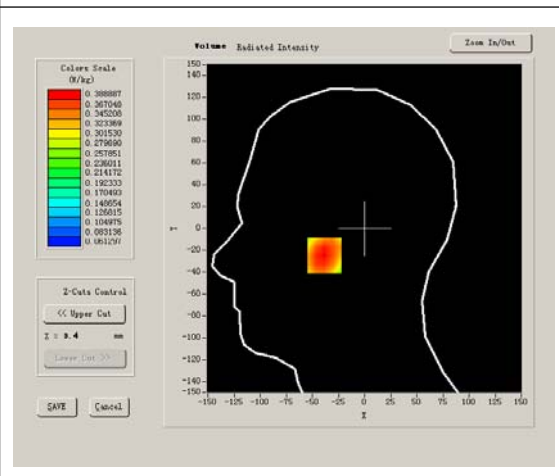 Volume Radiated Intensity
Zoom In/Out
Colors Scale
(W/kg)
0.388887
0.367048
0.345208
0.323369
0.301530
0.279690
0.257851
0.236011
0.214172
0.192333
0.170493
0.148654
0.126815
0.104975
0.083136
0.061297
Z-Cuts Control
<< Upper Cut
mm
Lower Cut >>
SAVE
Cancel
150
140
120
100
80
60
40
20
0
-20
-40
-60
-80
-100
-120
-140
-150
Y
-150 -125 -100 -75 -50 -25 0 25 50 75 100 125 150
X